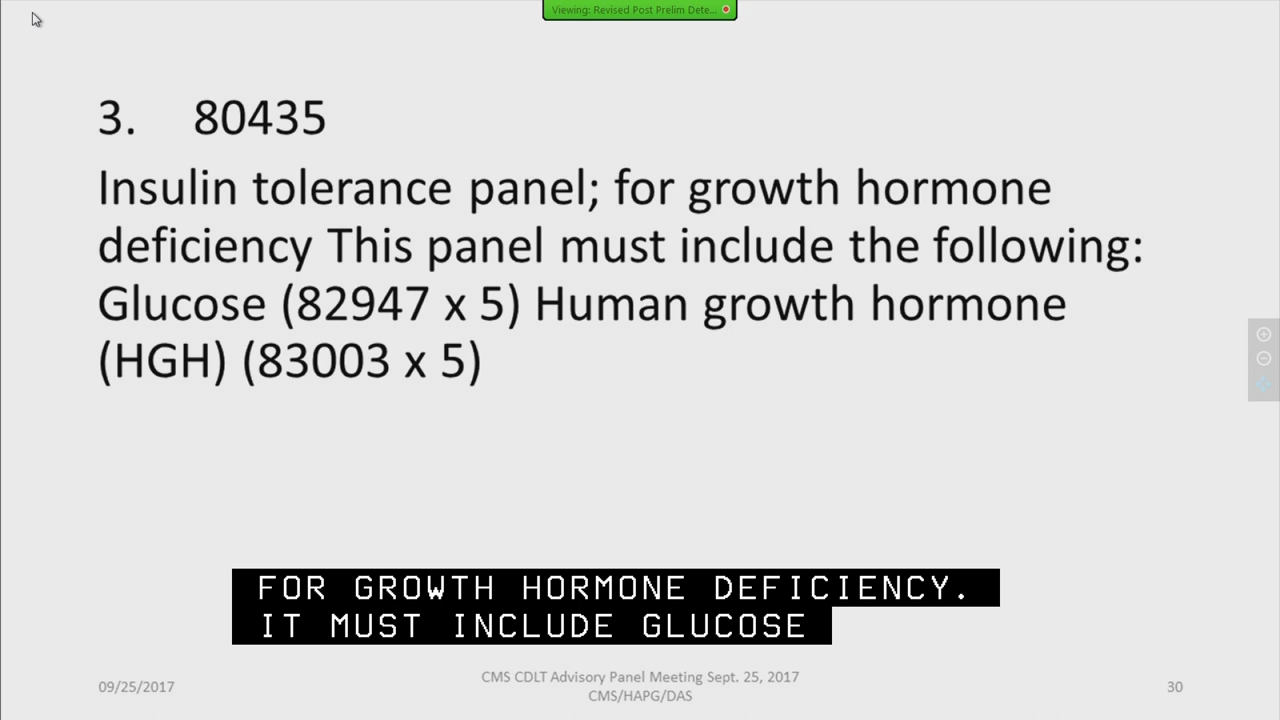 Viewing: Revised Post Prelim Dete...
3. 80435
Insulin tolerance panel; for growth hormone
deficiency This panel must include the following:
Glucose (82947 x 5) Human growth hormone
(HGH) (83003 x 5)
FOR GROWTH HORMONE DEFICIENCY.
IT MUST INCLUDE GLUCOSE
09/25/2017
CMS CDLT Advisory Panel Meeting Sept. 25, 2017
CMS/HAPG/DAS
30